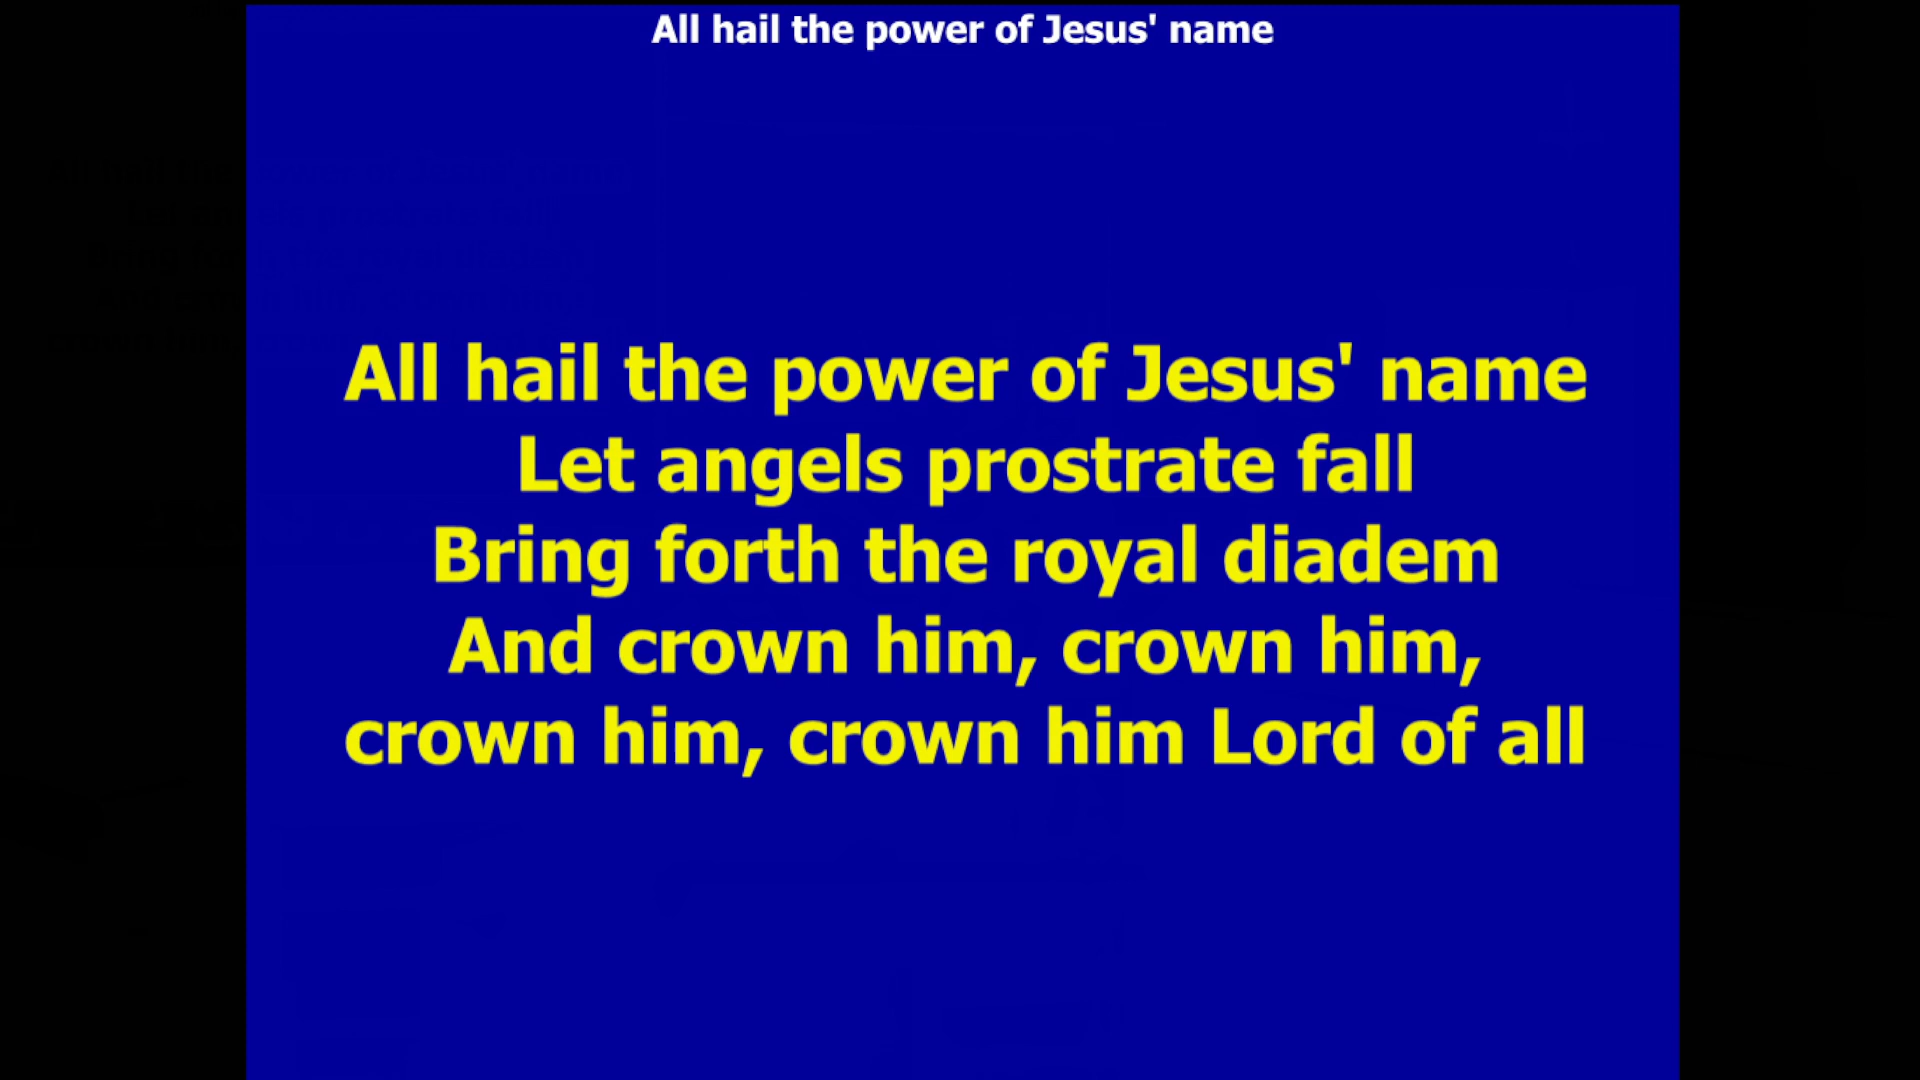 All hail the power of Jesus' name
All hail the power of Jesus' name
Let angels prostrate fall
Bring forth the royal diadem
And crown him, crown him,
crown him, crown him Lord of all